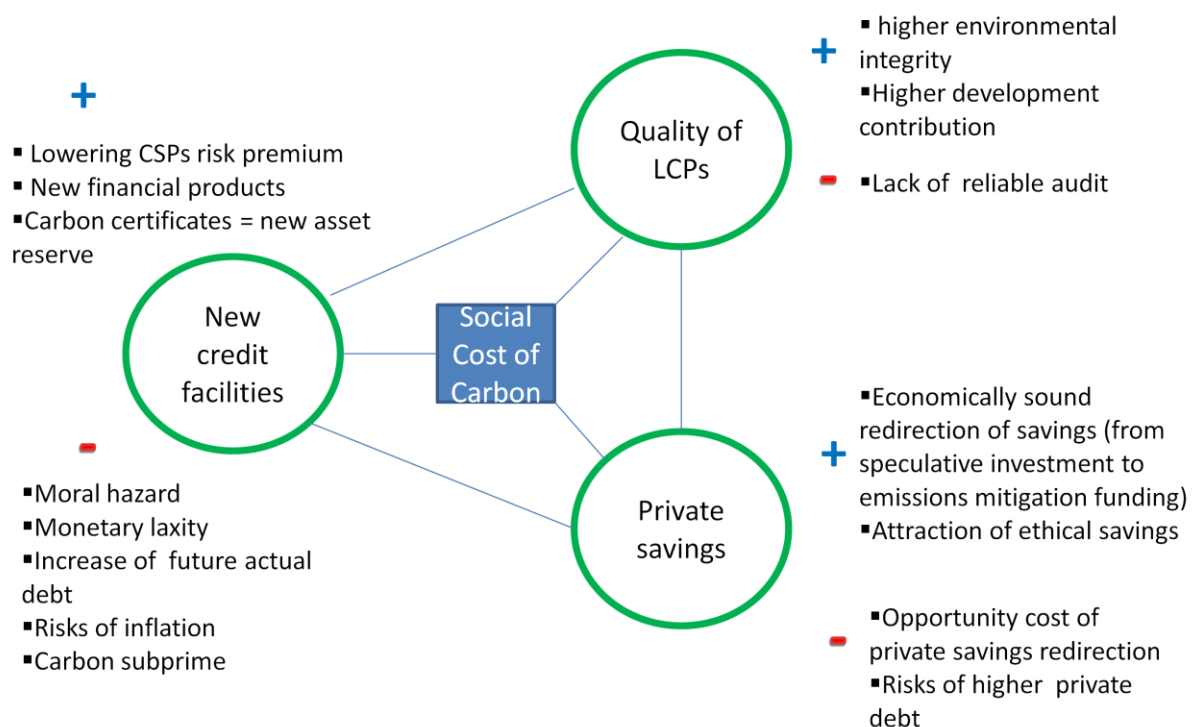 +
▪ Lowering CSPs risk premium
▪ New financial products
▪Carbon certificates = new asset
reserve
New
credit
facilities
-
▪Moral hazard
▪Monetary laxity
▪Increase of future actual
debt
▪Risks of inflation
▪Carbon subprime
Social
Cost of
Carbon
Quality of
LCPs
+
▪ higher environmental
integrity
▪Higher development
contribution
-
▪Lack of reliable audit
Private
savings
+
▪Economically sound
redirection of savings (from
speculative investment to
emissions mitigation funding)
▪Attraction of ethical savings
-
▪Opportunity cost of
private savings redirection
▪Risks of higher private
debt